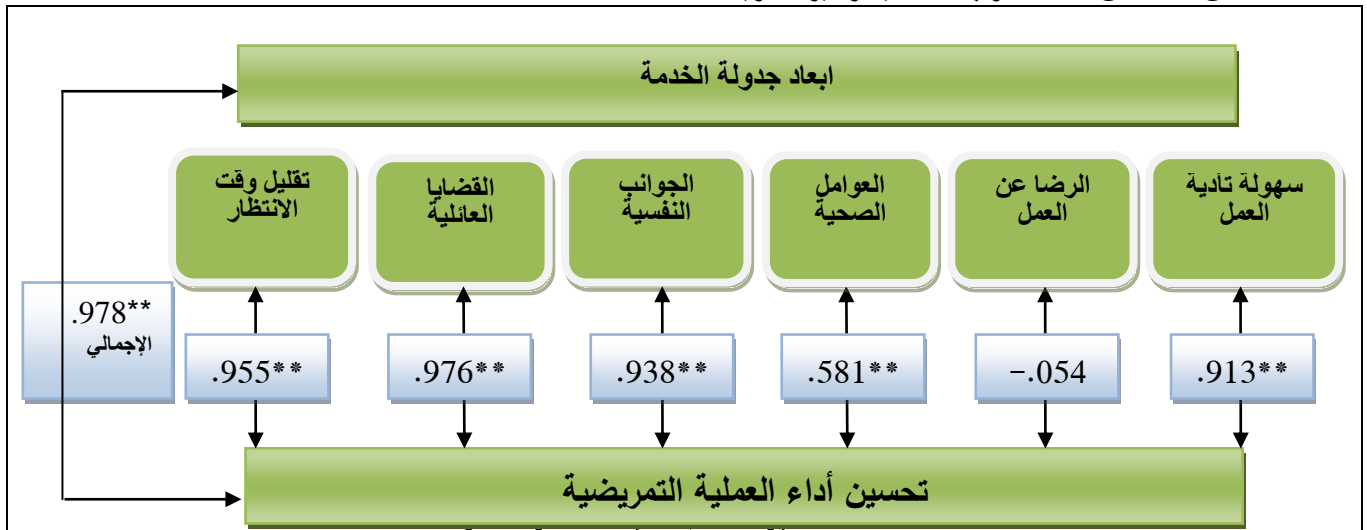 ابعاد جدولة الخدمة
سهولة تأدية
العمل
الرضا عن
العمل
العوامل
الصحية
الجوانب
النفسية
القضايا
العائلية
تقليل وقت
الانتظار
.978**
الإجمالي
.913**
-.054
.581**
.938**
.976**
.955**
تحسين أداء العملية التمريضية